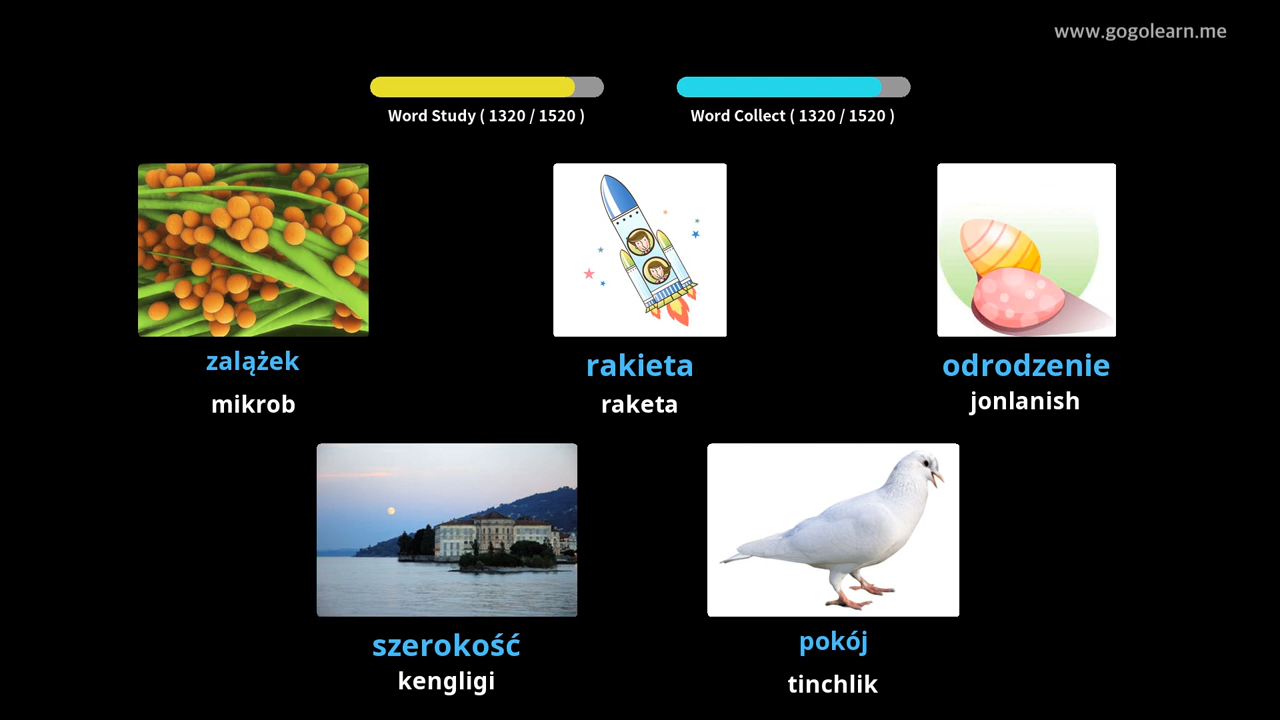 www.gogolearn.me
Word Study ( 1320 / 1520 )
Word Collect ( 1320 / 1520 )
zalążek
mikrob
rakieta
raketa
odrodzenie
jonlanish
szerokość
kengligi
pokój
tinchlik